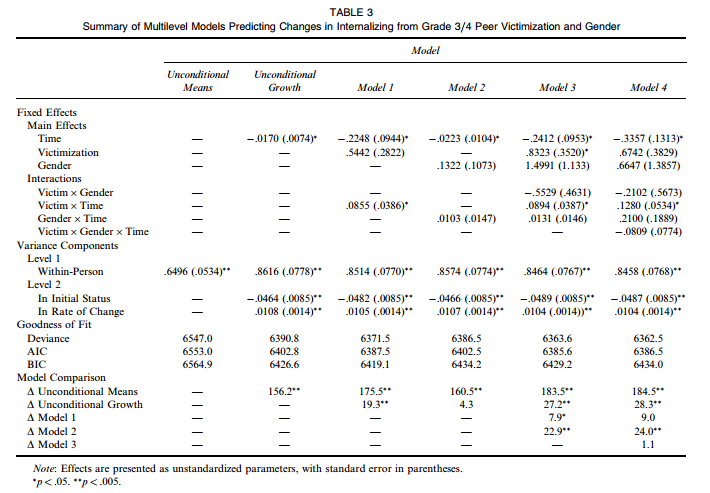 TABLE 3
Summary of Multilevel Models Predicting Changes in Internalizing from Grade 3/4 Peer Victimization and Gender
Model
Unconditional Means Unconditional Growth Model 1 Model 2 Model 3 Model 4
Fixed Effects
Main Effects
Time — −.0170 (.0074)* −.2248 (.0944)* −.0223 (.0104)* −.2412 (.0953)* −.3357 (.1313)*
Victimization — — .5442 (.2822) — .8323 (.3520)* .6742 (.3829)
Gender — — — .1322 (.1073) 1.4991 (1.133) .6647 (1.3857)
Interactions
Victim × Gender — — — — −.5529 (.4631) −.2102 (.5673)
Victim × Time — — .0855 (.0386)* — .0894 (.0387)* .1280 (.0534)*
Gender × Time — — — .0103 (.0147) .0131 (.0146) .2100 (.1889)
Victim × Gender × Time — — — — — −.0809 (.0774)
Variance Components
Level 1
Within-Person .6496 (.0534)** .8616 (.0778)** .8514 (.0770)** .8574 (.0774)** .8464 (.0767)** .8458 (.0768)**
Level 2
In Initial Status — −.0464 (.0085)** −.0482 (.0085)** −.0466 (.0085)** −.0489 (.0085)** −.0487 (.0085)**
In Rate of Change — .0108 (.0014)** .0105 (.0014)** .0107 (.0014)** .0104 (.0014))** .0104 (.0014)**
Goodness of Fit
Deviance 6547.0 6390.8 6371.5 6386.5 6363.6 6362.5
AIC 6553.0 6402.8 6387.5 6402.5 6385.6 6386.5
BIC 6564.9 6426.6 6419.1 6434.2 6429.2 6434.0
Model Comparison
Δ Unconditional Means — 156.2** 175.5** 160.5** 183.5** 184.5**
Δ Unconditional Growth — — 19.3** 4.3 27.2** 28.3**
Δ Model 1 — — — — 7.9* 9.0
Δ Model 2 — — — — 22.9** 24.0**
Δ Model 3 — — — — — 1.1
Note: Effects are presented as unstandardized parameters, with standard error in parentheses.
*p < .05. **p < .005.